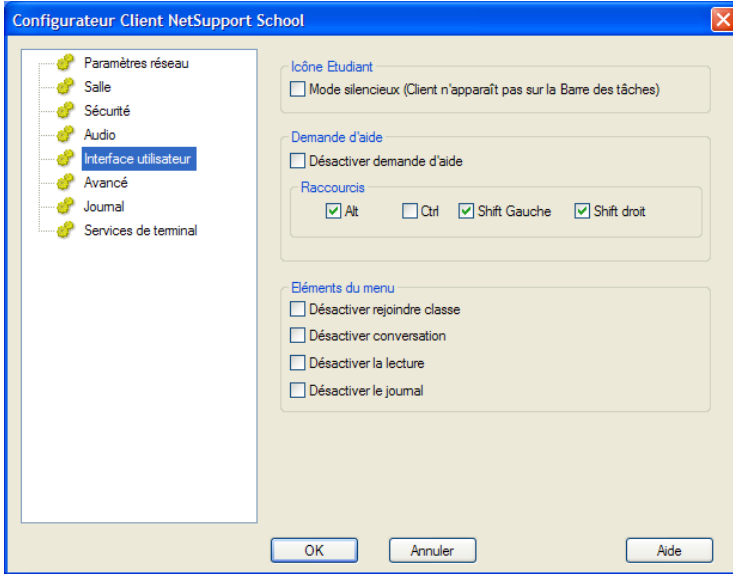 Configurateur Client NetSupport School
Paramètres réseau
Salle
Sécurité
Audio
Interface utilisateur
Avancé
Journal
Services de terminal
Icône Etudiant
Mode silencieux (Client n'apparaît pas sur la Barre des tâches)
Demande d'aide
Désactiver demande d'aide
Raccourcis
Alt Ctrl Shift Gauche Shift droit
Eléments du menu
Désactiver rejoindre classe
Désactiver conversation
Désactiver la lecture
Désactiver le journal
OK Annuler Aide